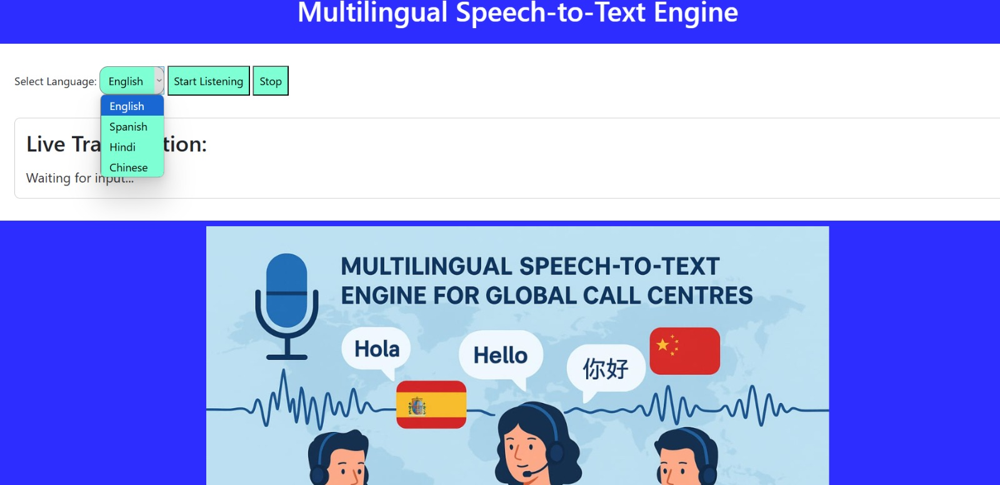 Multilingual Speech-to-Text Engine
Select Language: English Start Listening Stop
English
Spanish
Hindi
Chinese
Live Tra tion:
Waiting for input...
MULTILINGUAL SPEECH-TO-TEXT
ENGINE FOR GLOBAL CALL CENTRES
Hola
Hello
你好